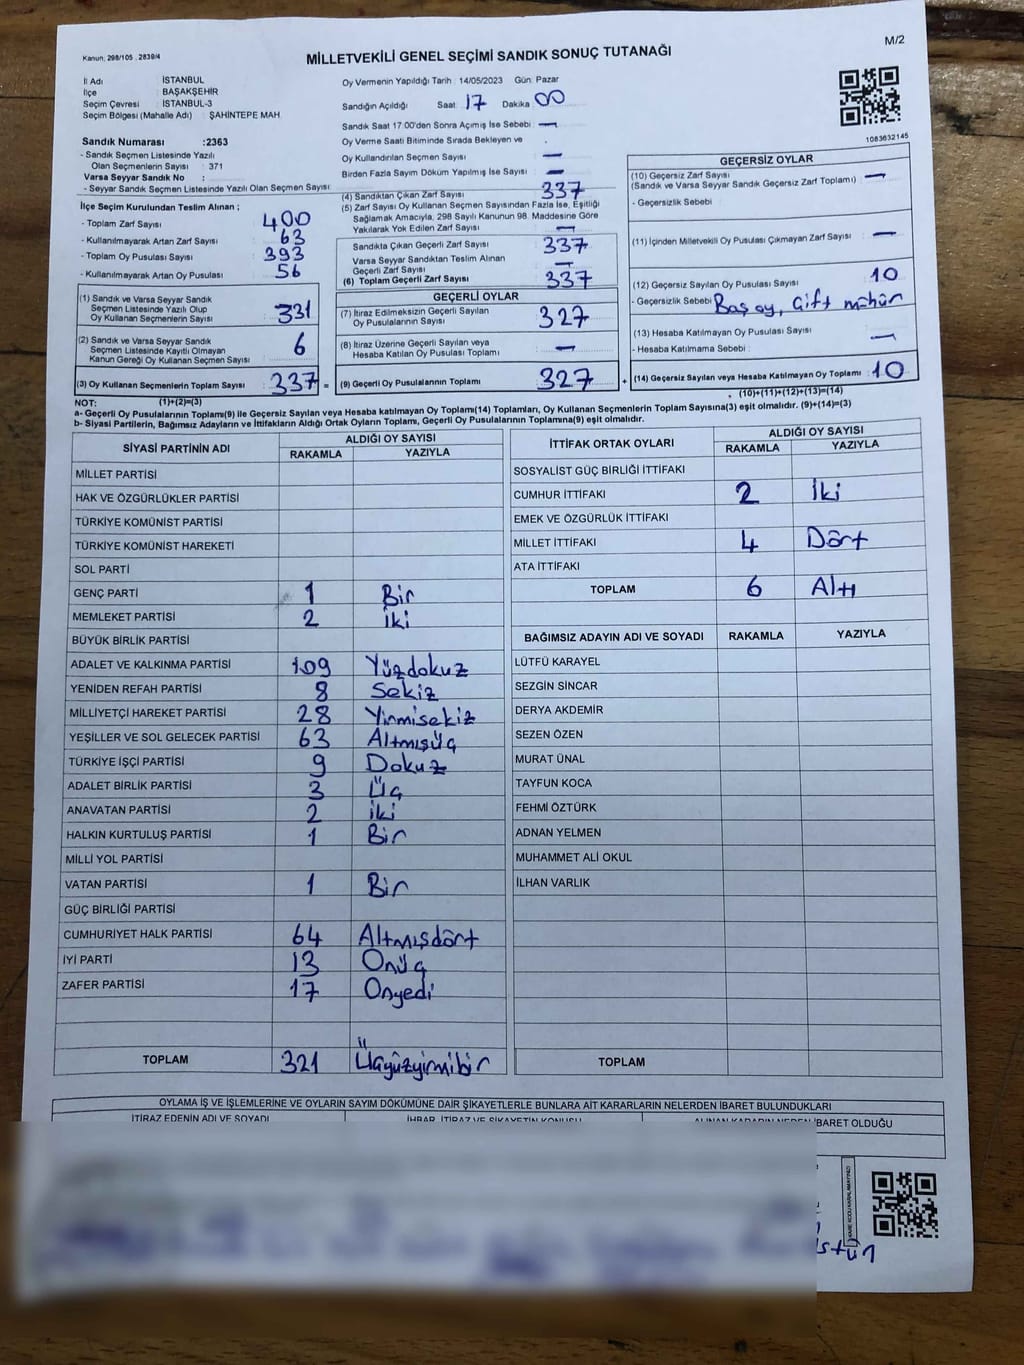 M/2
Kanun, 298/105 , 2839/4
MİLLETVEKİLİ GENEL SEÇİMİ SANDIK SONUÇ TUTANAĞI
İl Adı : İSTANBUL
İlçe : BAŞAKŞEHİR
Seçim Çevresi : İSTANBUL-3
Seçim Bölgesi (Mahalle Adı) : ŞAHİNTEPE MAH
Sandık Numarası :2363
- Sandık Seçmen Listesinde Yazılı
Olan Seçmenlerin Sayısı : 371
Varsa Seyyar Sandık No :
- Seyyar Sandık Seçmen Listesinde Yazılı Olan Seçmen Sayısı:
Oy Vermenin Yapıldığı Tarih : 14/05/2023 Gün: Pazar
Sandığın Açıldığı Saat: 17 Dakika 00
Sandık Saat 17:00'den Sonra Açımış İse Sebebi : —
Oy Verme Saati Bitiminde Sırada Bekleyen ve
Oy Kullandırılan Seçmen Sayısı —
Birden Fazla Sayım Döküm Yapılmış İse Sayısı : —
1083632145
İlçe Seçim Kurulundan Teslim Alınan ;
- Toplam Zarf Sayısı 400
- Kullanılmayarak Artan Zarf Sayısı 63
- Toplam Oy Pusulası Sayısı 393
- Kullanılmayarak Artan Oy Pusulası 56
(1) Sandık ve Varsa Seyyar Sandık
Seçmen Listesinde Yazılı Olup
Oy Kullanan Seçmenlerin Sayısı : 331
(2) Sandık ve Varsa Seyyar Sandık
Seçmen Listesinde Kayıtlı Olmayan
Kanun Gereği Oy Kullanan Seçmen Sayısı 6
(3) Oy Kullanan Seçmenlerin Toplam Sayısı 337 =
(4) Sandıktan Çıkan Zarf Sayısı 337
(5) Zarf Sayısı Oy Kullanan Seçmen Sayısından Fazla İse, Eşitliği
Sağlamak Amacıyla, 298 Sayılı Kanunun 98. Maddesine Göre
Yakılarak Yok Edilen Zarf Sayısı —
Sandıkta Çıkan Geçerli Zarf Sayısı 337
Varsa Seyyar Sandıktan Teslim Alınan
Geçerli Zarf Sayısı —
(6) Toplam Geçerli Zarf Sayısı 337
GEÇERLİ OYLAR
(7) İtiraz Edilmeksizin Geçerli Sayılan
Oy Pusulalarının Sayısı 327
(8) İtiraz Üzerine Geçerli Sayılan veya
Hesaba Katılan Oy Pusulası Toplamı —
(9) Geçerli Oy Pusulalarının Toplamı 327 +
GEÇERSİZ OYLAR
(10) Geçersiz Zarf Sayısı
(Sandık ve Varsa Seyyar Sandık Geçersiz Zarf Toplamı) —
- Geçersizlik Sebebi :
(11) İçinden Milletvekil Oy Pusulası Çıkmayan Zarf Sayısı —
(12) Geçersiz Sayılan Oy Pusulası Sayısı 10
- Geçersizlik Sebebi Boş oy, Çift mühür
(13) Hesaba Katılmayan Oy Pusulası Sayısı —
- Hesaba Katılmama Sebebi :
(14) Geçersiz Sayılan veya Hesaba Katılmayan Oy Toplamı : 10
(10)+(11)+(12)+(13)=(14)
NOT: (1)+(2)=(3)
a- Geçerli Oy Pusulalarının Toplamı(9) ile Geçersiz Sayılan veya Hesaba katılmayan Oy Toplamı(14) Toplamları, Oy Kullanan Seçmenlerin Toplam Sayısına(3) eşit olmalıdır. (9)+(14)=(3)
b- Siyasi Partilerin, Bağımsız Adayların ve İttifakların Aldığı Ortak Oyların Toplamı, Geçerli Oy Pusulalarının Toplamına(9) eşit olmalıdır.
SİYASİ PARTİNİN ADI ALDIĞI OY SAYISI
RAKAMLA YAZIYLA
MİLLET PARTİSİ
HAK VE ÖZGÜRLÜKLER PARTİSİ
TÜRKİYE KOMÜNİST PARTİSİ
TÜRKİYE KOMÜNİST HAREKETİ
SOL PARTİ
GENÇ PARTİ 1 Bir
MEMLEKET PARTİSİ 2 iki
BÜYÜK BİRLİK PARTİSİ
ADALET VE KALKINMA PARTİSİ 109 Yüzdokuz
YENİDEN REFAH PARTİSİ 8 Sekiz
MİLLİYETÇİ HAREKET PARTİSİ 28 Yirmisekiz
YEŞİLLER VE SOL GELECEK PARTİSİ 63 Altmışüç
TÜRKİYE İŞÇİ PARTİSİ 9 Dokuz
ADALET BİRLİK PARTİSİ 3 Üç
ANAVATAN PARTİSİ 2 iki
HALKIN KURTULUŞ PARTİSİ 1 Bir
MİLLİ YOL PARTİSİ
VATAN PARTİSİ 1 Bir
GÜÇ BİRLİĞİ PARTİSİ
CUMHURİYET HALK PARTİSİ 64 Altmışdört
İYİ PARTİ 13 Onüç
ZAFER PARTİSİ 17 Onyedi
TOPLAM 321 Üçyüzyirmibir
İTTİFAK ORTAK OYLARI ALDIĞI OY SAYISI
RAKAMLA YAZIYLA
SOSYALİST GÜÇ BİRLİĞİ İTTİFAKI
CUMHUR İTTİFAKI 2 İki
EMEK VE ÖZGÜRLÜK İTTİFAKI
MİLLET İTTİFAKI 4 Dört
ATA İTTİFAKI
TOPLAM 6 Altı
BAĞIMSIZ ADAYIN ADI VE SOYADI RAKAMLA YAZIYLA
LÜTFÜ KARAYEL
SEZGİN SİNCAR
DERYA AKDEMİR
SEZEN ÖZEN
MURAT ÜNAL
TAYFUN KOCA
FEHMİ ÖZTÜRK
ADNAN YELMEN
MUHAMMET ALİ OKUL
İLHAN VARLIK
TOPLAM
OYLAMA İŞ VE İŞLEMLERİNE VE OYLARIN SAYIM DÖKÜMÜNE DAİR ŞİKAYETLERLE BUNLARA AİT KARARLARIN NELERDEN İBARET BULUNDUKLARI
İTİRAZ EDENİN ADI VE SOYADI İHBAR, İTİRAZ VE ŞİKAYETİN KONUSU ALINAN KARARIN NEDEN İBARET OLDUĞU